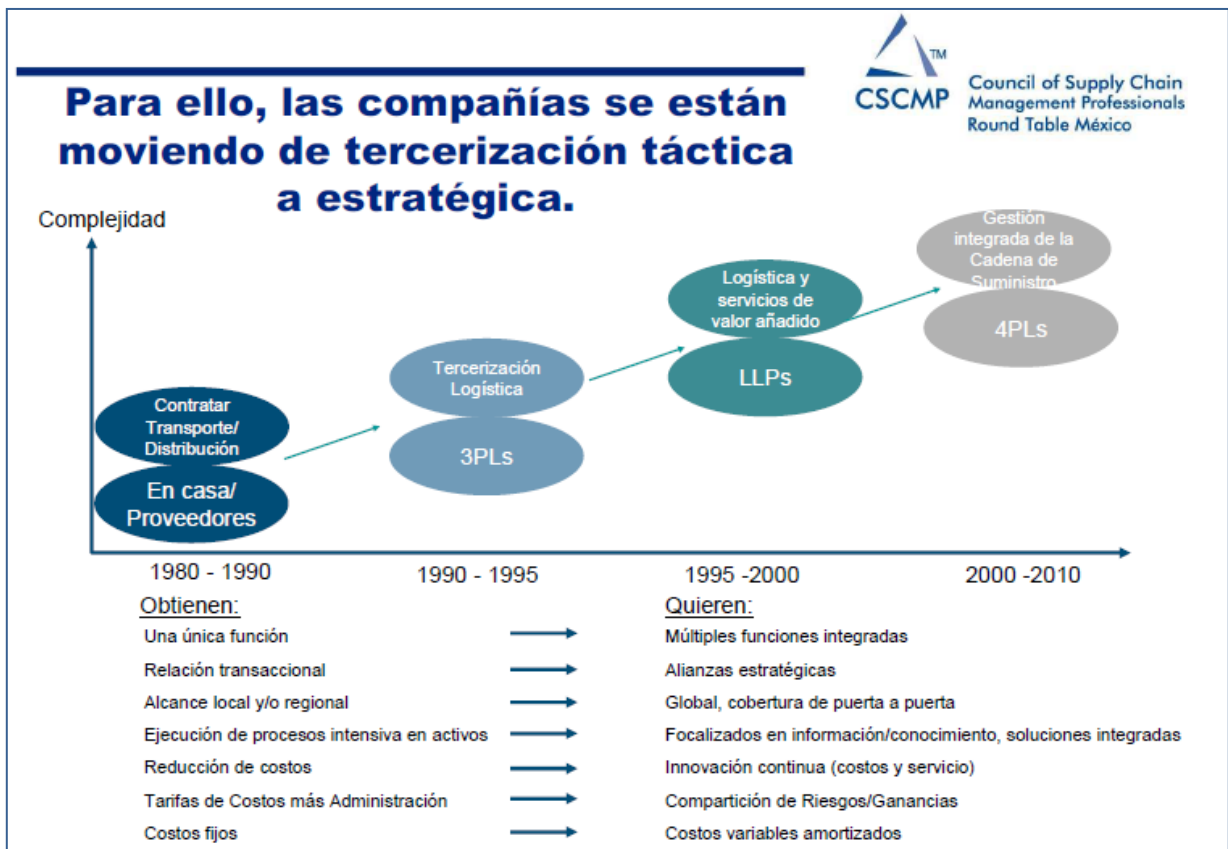 Para ello, las compañías se están
moviendo de tercerización táctica
a estratégica.
TM
CSCMP
Council of Supply Chain
Management Professionals
Round Table México
Complejidad
Contratar
Transporte/
Distribución
En casa/
Proveedores
Tercerización
Logística
3PLs
Logística y
servicios de
valor añadido
LLPs
Gestión
integrada de la
Cadena de
Suministro
4PLs
1980 - 1990
1990 - 1995
1995 -2000
2000 -2010
Obtienen:
Quieren:
Una única función
Múltiples funciones integradas
Relación transaccional
Alianzas estratégicas
Alcance local y/o regional
Global, cobertura de puerta a puerta
Ejecución de procesos intensiva en activos
Focalizados en información/conocimiento, soluciones integradas
Reducción de costos
Innovación continua (costos y servicio)
Tarifas de Costos más Administración
Compartición de Riesgos/Ganancias
Costos fijos
Costos variables amortizados